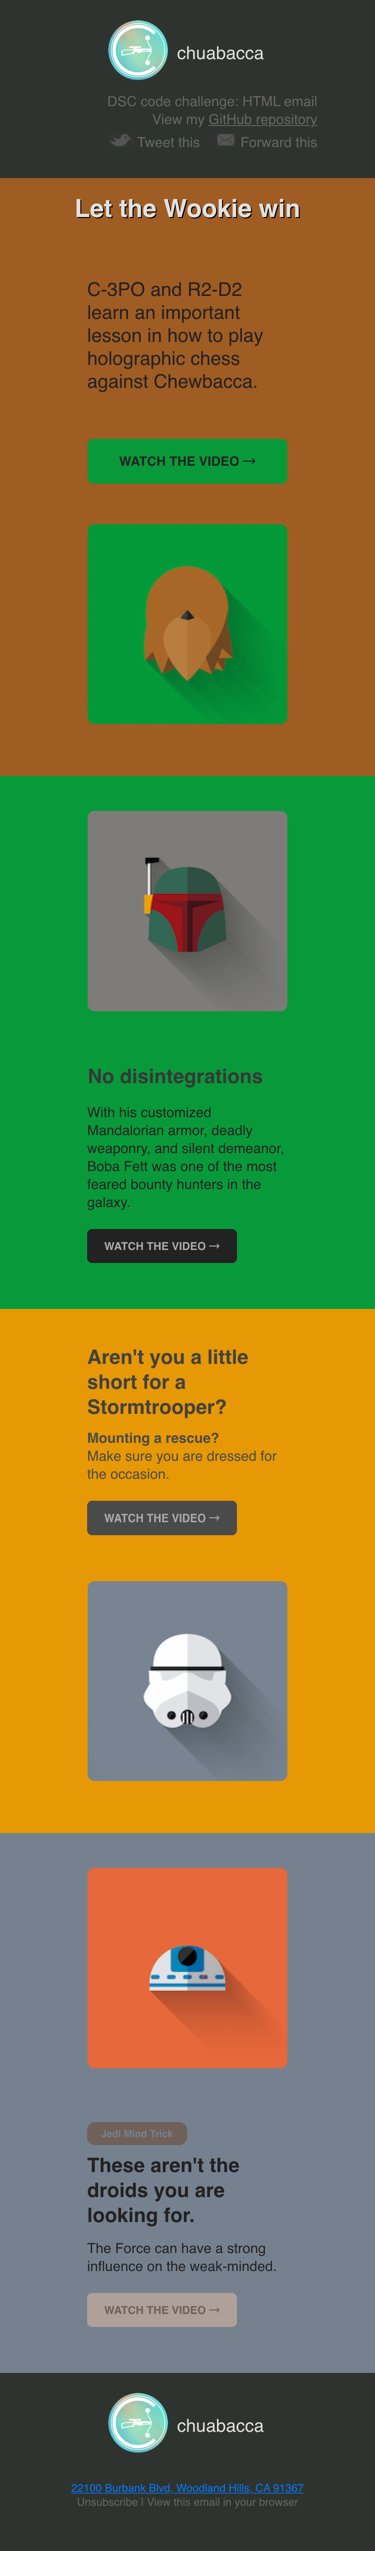 chuabacca
DSC code challenge: HTML email
View my GitHub repository
Tweet this Forward this
Let the Wookie win
C-3PO and R2-D2
learn an important
lesson in how to play
holographic chess
against Chewbacca.
WATCH THE VIDEO →
No disintegrations
With his customized
Mandalorian armor, deadly
weaponry, and silent demeanor,
Boba Fett was one of the most
feared bounty hunters in the
galaxy.
WATCH THE VIDEO →
Aren't you a little
short for a
Stormtrooper?
Mounting a rescue?
Make sure you are dressed for
the occasion.
WATCH THE VIDEO →
Jedi Mind Trick
These aren't the
droids you are
looking for.
The Force can have a strong
influence on the weak-minded.
WATCH THE VIDEO →
chuabacca
22100 Burbank Blvd, Woodland Hills, CA 91367
Unsubscribe | View this email in your browser